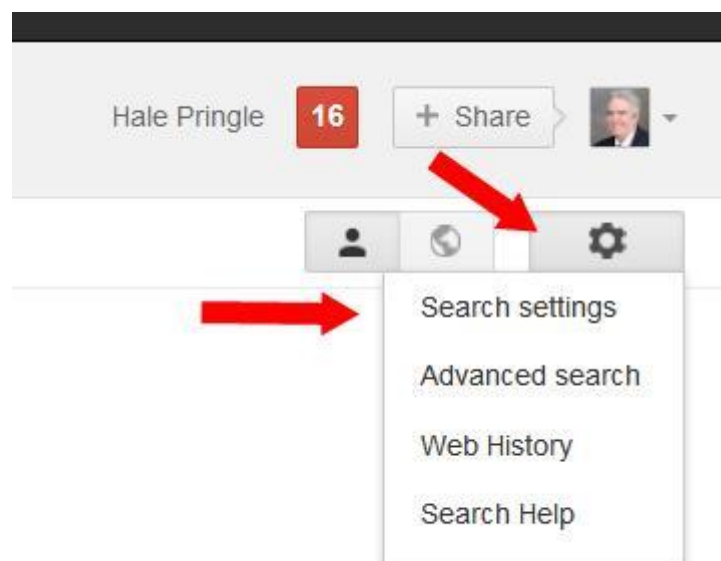 Hale Pringle 16 + Share
Search settings
Advanced search
Web History
Search Help